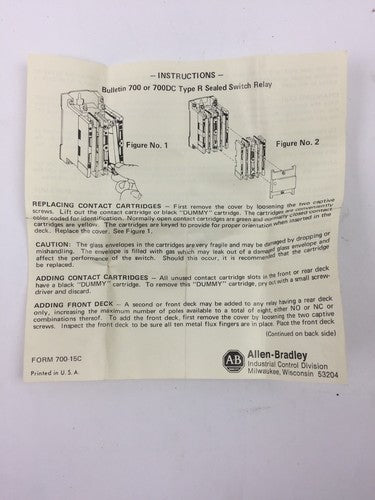 – INSTRUCTIONS –
Bulletin 700 or 700DC Type R Sealed Switch Relay
Figure No. 1
Figure No. 2
REPLACING CONTACT CARTRIDGES – First remove the cover by loosening the two captive
screws. Lift out the contact cartridge or black "DUMMY" cartridge. The cartridges are conveniently
color coded for identification. Normally open contact cartridges are green and normally closed contact
cartridges are yellow. The cartridges are keyed to provide for proper orientation when inserted in the
deck. Replace the cover. See Figure 1.
CAUTION: The glass envelopes in the cartridges are very fragile and may be damaged by dropping or
mishandling. The envelope is filled with gas which may leak out of a damaged glass envelope and
affect the performance of the switch. Should this occur, it is recommended that the cartridge
be replaced.
ADDING CONTACT CARTRIDGES – All unused contact cartridge slots in the front or rear deck
have a black "DUMMY" cartridge. To remove this "DUMMY" cartridge, pry out with a small screw-
driver and discard.
ADDING FRONT DECK – A second or front deck may be added to any relay having a rear deck
only, increasing the maximum number of poles available to a total of eight, either NO or NC or
combinations thereof. To add the front deck, first remove the cover by loosening the two captive
screws. Inspect the front deck to be sure all ten metal flux fingers are in place. Place the front deck.
(Continued on back side)
FORM 700-15C
Printed in U. S. A.
AB Allen-Bradley
Industrial Control Division
Milwaukee, Wisconsin 53204